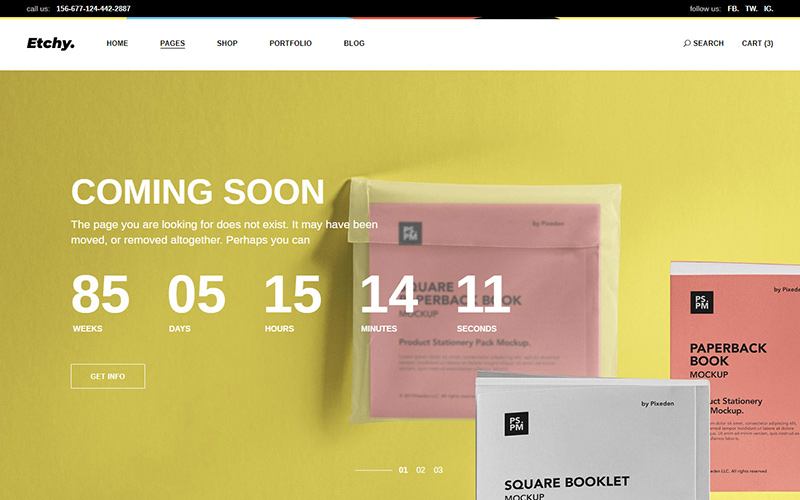 call us: 156-677-124-442-2887
follow us: FB. TW. IG.
Etchy.
HOME PAGES SHOP PORTFOLIO BLOG
SEARCH CART (3)
COMING SOON
The page you are looking for does not exist. It may have been
moved, or removed altogether. Perhaps you can
85 05 15 14 11
WEEKS DAYS HOURS MINUTES SECONDS
GET INFO
01 02 03
PS.
PM
by Pixeden
SQUARE
PAPERBACK BOOK
MOCKUP
Product Stationery Pack Mockup.
by Pixede
PS.
PM
PAPERBACK
BOOK
MOCKUP
uct Stationery
Mockup.
by Pixeden
PS.
PM
SQUARE BOOKLET
MOCKUP